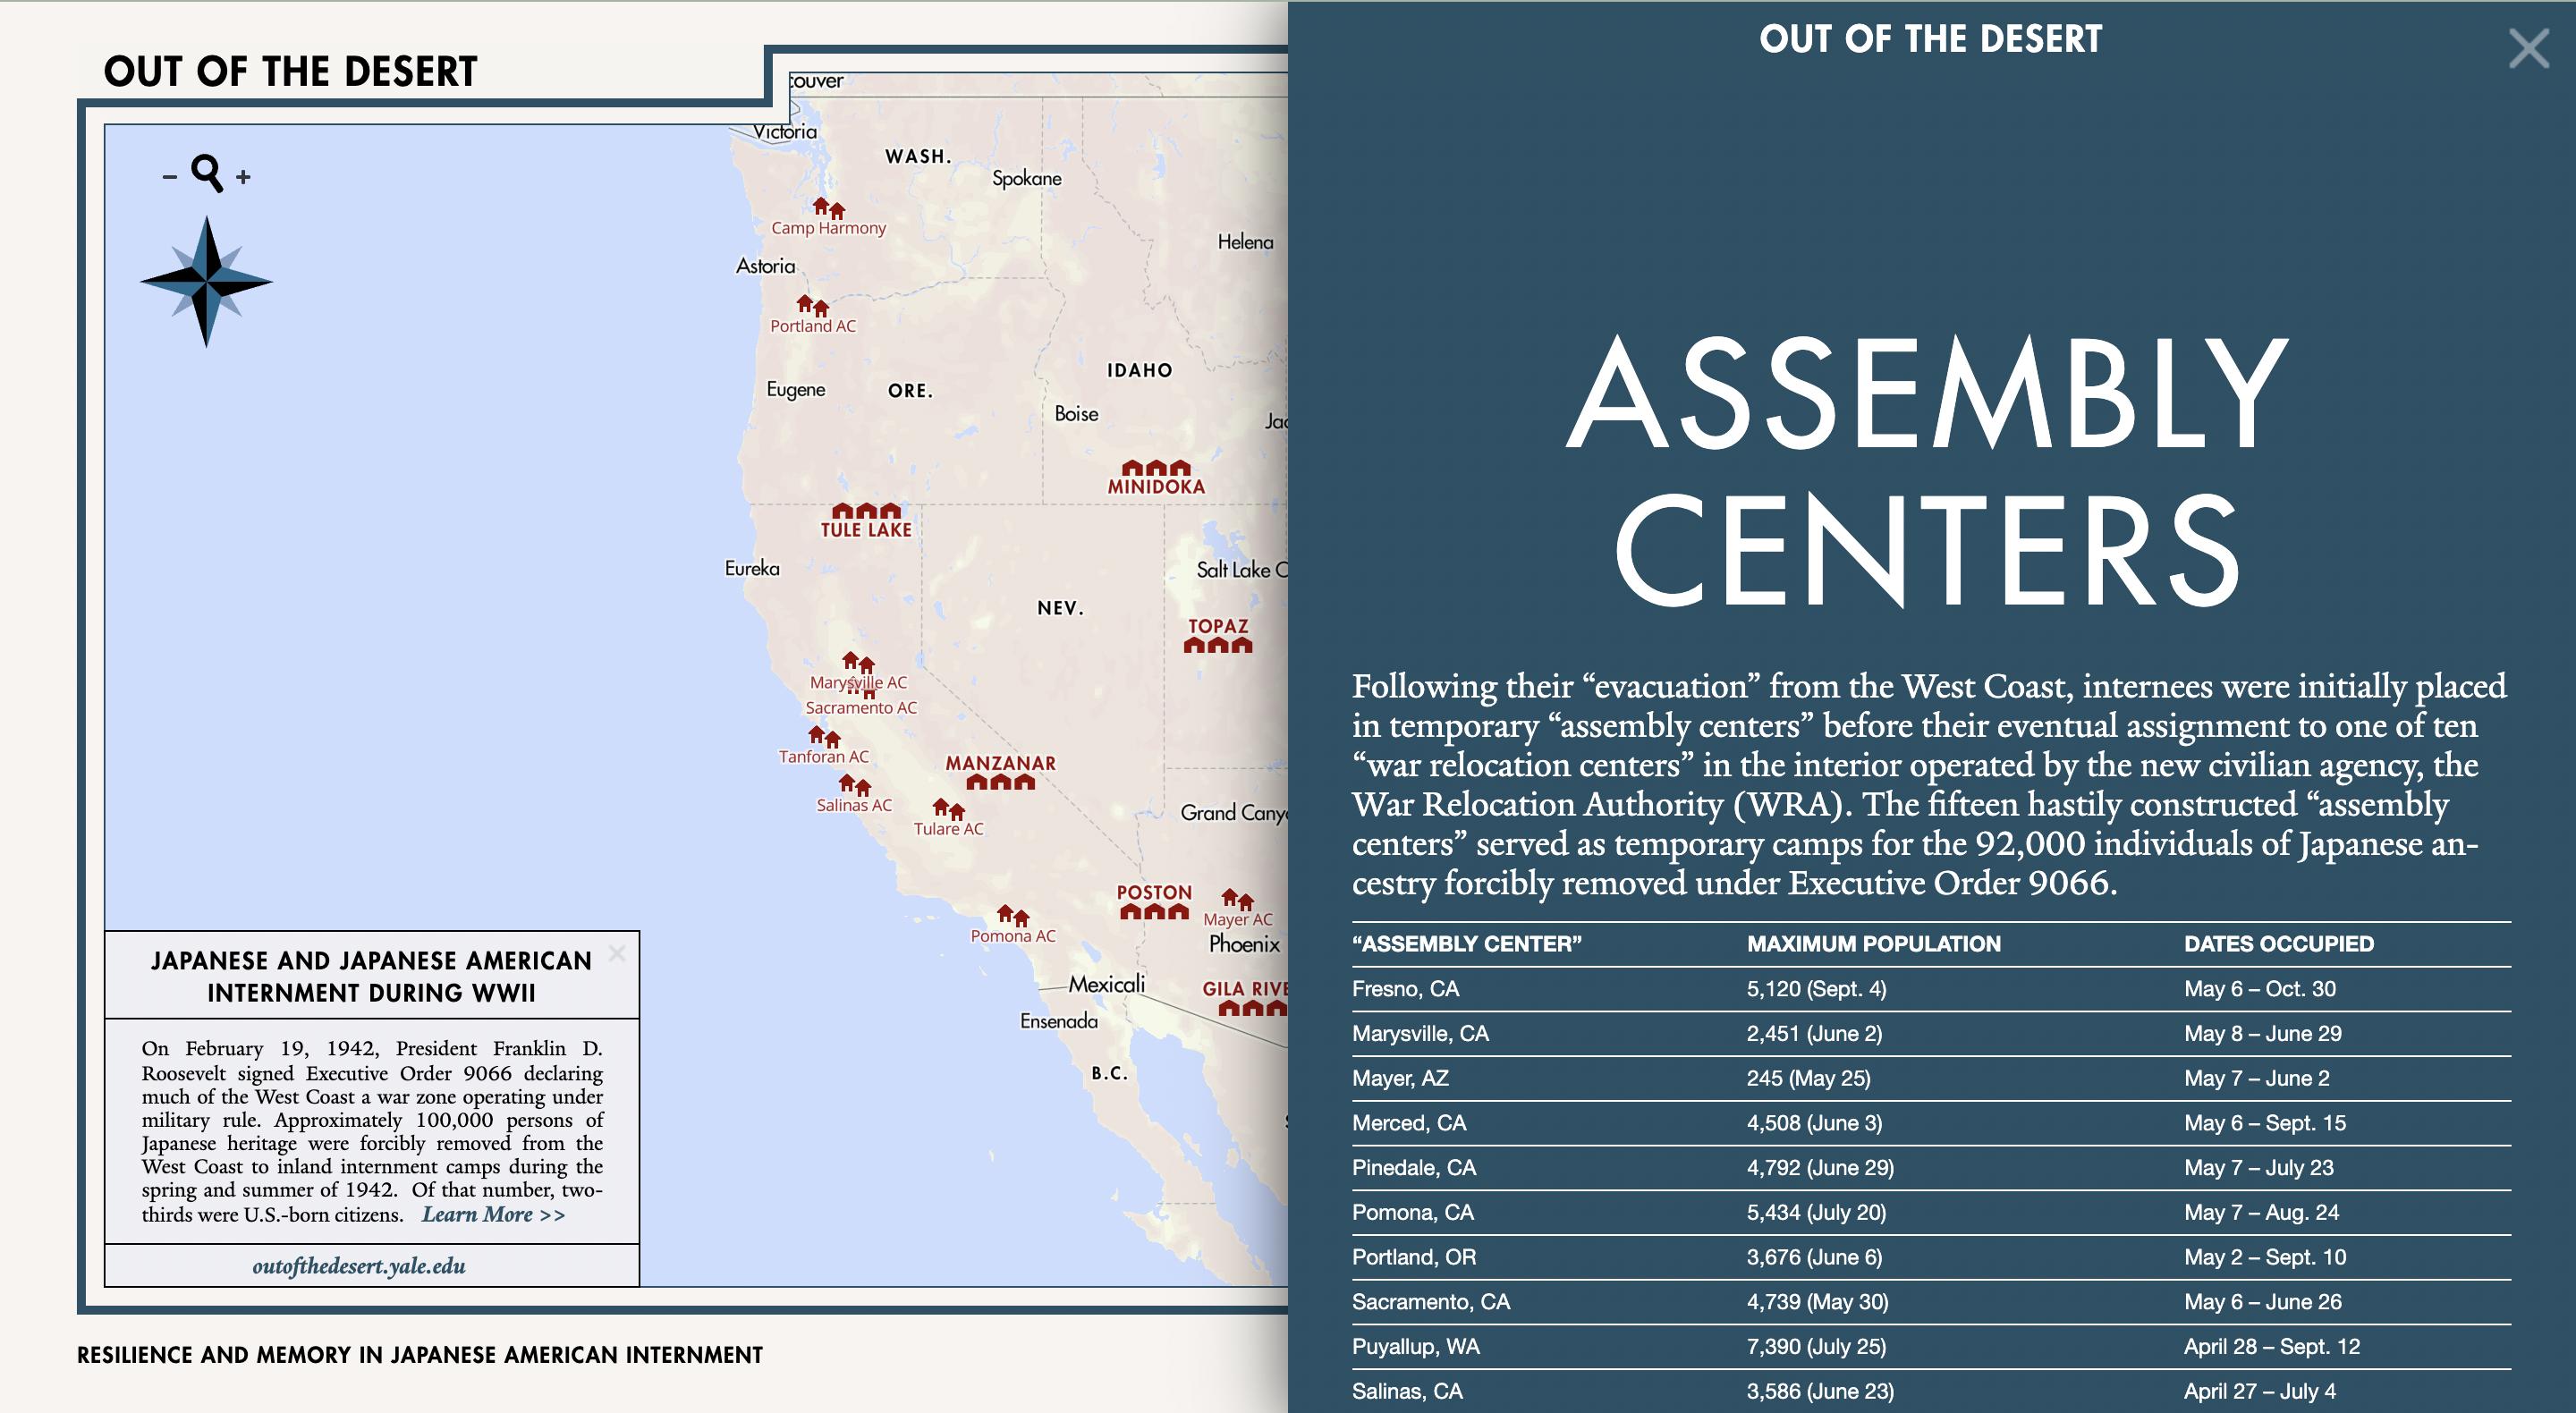 OUT OF THE DESERT
couver
Victoria
WASH.
Spokane
Camp Harmony
Helena
Astoria
Portland AC
IDAHO
Eugene
ORE.
Boise
Jac
MINIDOKA
TULE LAKE
Eureka
Salt Lake C
NEV.
TOPAZ
Marysville AC
Sacramento AC
Tanforan AC
MANZANAR
Salinas AC
Grand Canyo
Tulare AC
POSTON
Mayer AC
Pomona AC
Phoenix
Mexicali
GILA RIVE
Ensenada
B.C.
JAPANESE AND JAPANESE AMERICAN
INTERNMENT DURING WWII
On February 19, 1942, President Franklin D.
Roosevelt signed Executive Order 9066 declaring
much of the West Coast a war zone operating under
military rule. Approximately 100,000 persons of
Japanese heritage were forcibly removed from the
West Coast to inland internment camps during the
spring and summer of 1942. Of that number, two-
thirds were U.S.-born citizens. Learn More >>
outofthedesert.yale.edu
RESILIENCE AND MEMORY IN JAPANESE AMERICAN INTERNMENT
OUT OF THE DESERT
ASSEMBLY
CENTERS
Following their “evacuation” from the West Coast, internees were initially placed
in temporary “assembly centers” before their eventual assignment to one of ten
“war relocation centers” in the interior operated by the new civilian agency, the
War Relocation Authority (WRA). The fifteen hastily constructed “assembly
centers” served as temporary camps for the 92,000 individuals of Japanese an-
cestry forcibly removed under Executive Order 9066.
“ASSEMBLY CENTER” MAXIMUM POPULATION DATES OCCUPIED
Fresno, CA 5,120 (Sept. 4) May 6 – Oct. 30
Marysville, CA 2,451 (June 2) May 8 – June 29
Mayer, AZ 245 (May 25) May 7 – June 2
Merced, CA 4,508 (June 3) May 6 – Sept. 15
Pinedale, CA 4,792 (June 29) May 7 – July 23
Pomona, CA 5,434 (July 20) May 7 – Aug. 24
Portland, OR 3,676 (June 6) May 2 – Sept. 10
Sacramento, CA 4,739 (May 30) May 6 – June 26
Puyallup, WA 7,390 (July 25) April 28 – Sept. 12
Salinas, CA 3,586 (June 23) April 27 – July 4